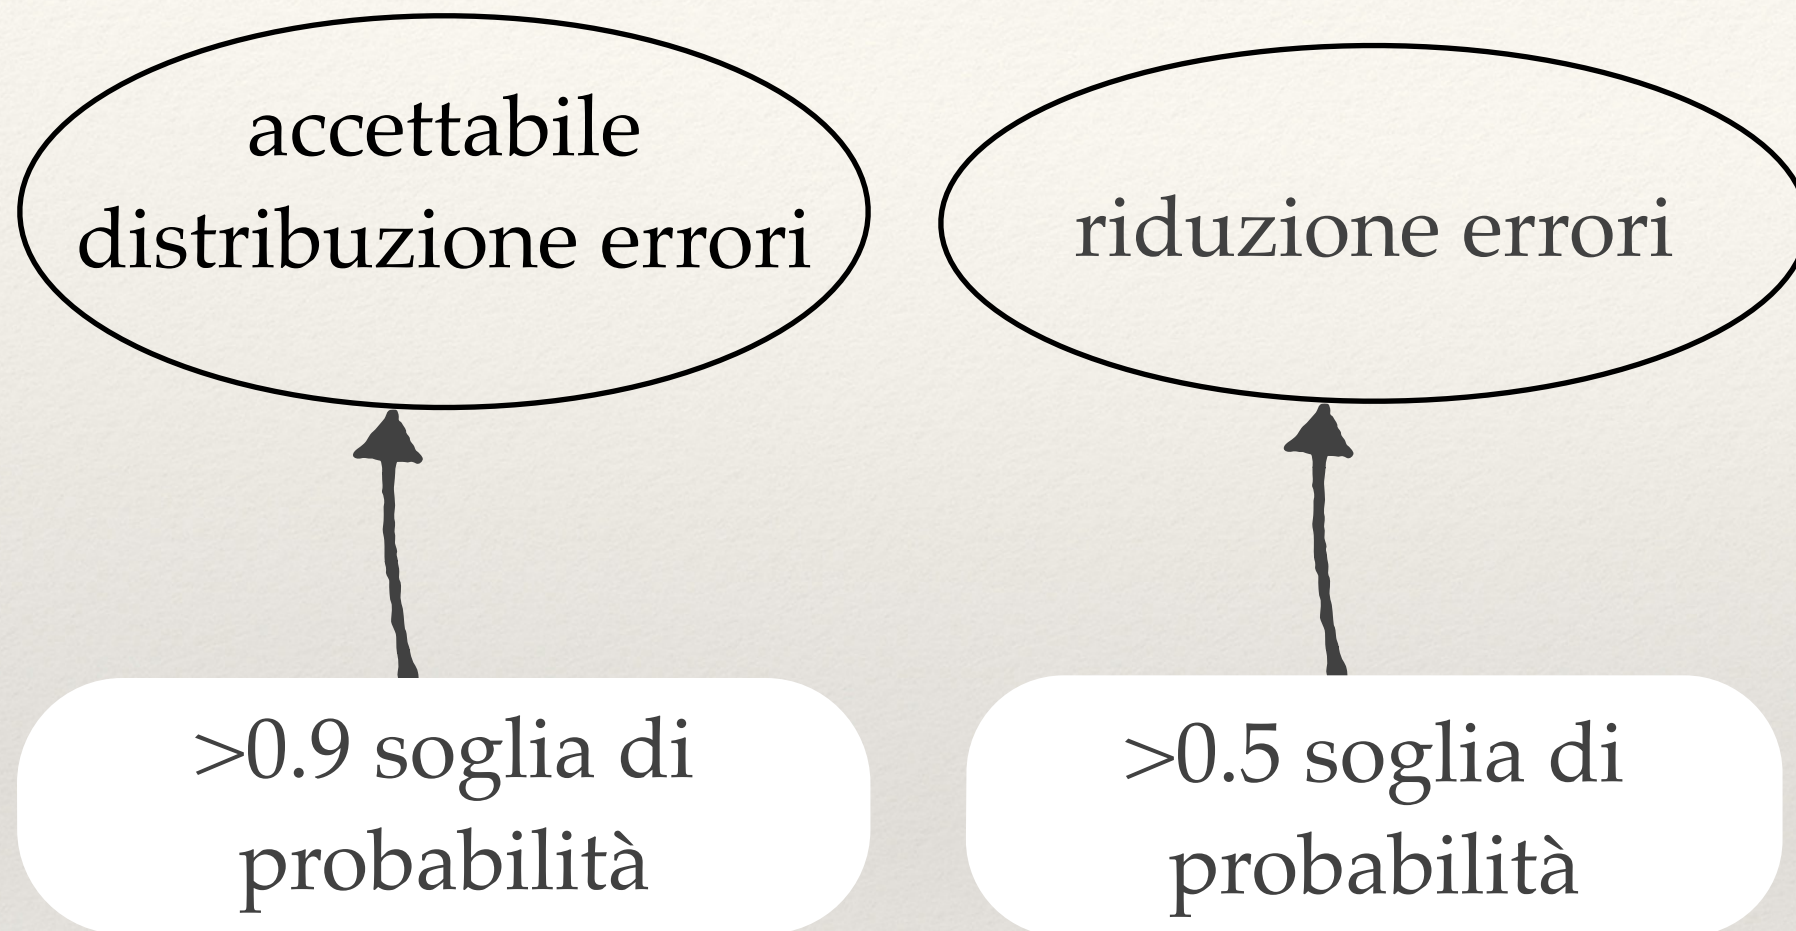 accettabile
distribuzione errori
riduzione errori
>0.9 soglia di
probabilità
>0.5 soglia di
probabilità